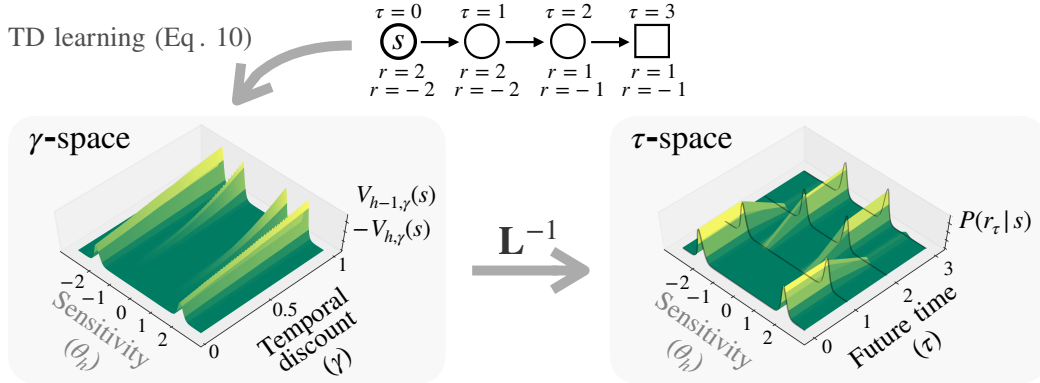 TD learning (Eq. 10)
τ = 0 τ = 1 τ = 2 τ = 3
s
r = 2 r = 2 r = 1 r = 1
r = −2 r = −2 r = −1 r = −1
γ-space
V_{h−1,γ}(s)
−V_{h,γ}(s)
−2 −1 0 1 2
0 0.5 1
Sensitivity
(θ_h)
Temporal
discount
(γ)
L⁻¹
τ-space
P(r_τ | s)
−2 −1 0 1 2
0 1 2 3
Sensitivity
(θ_h)
Future time
(τ)